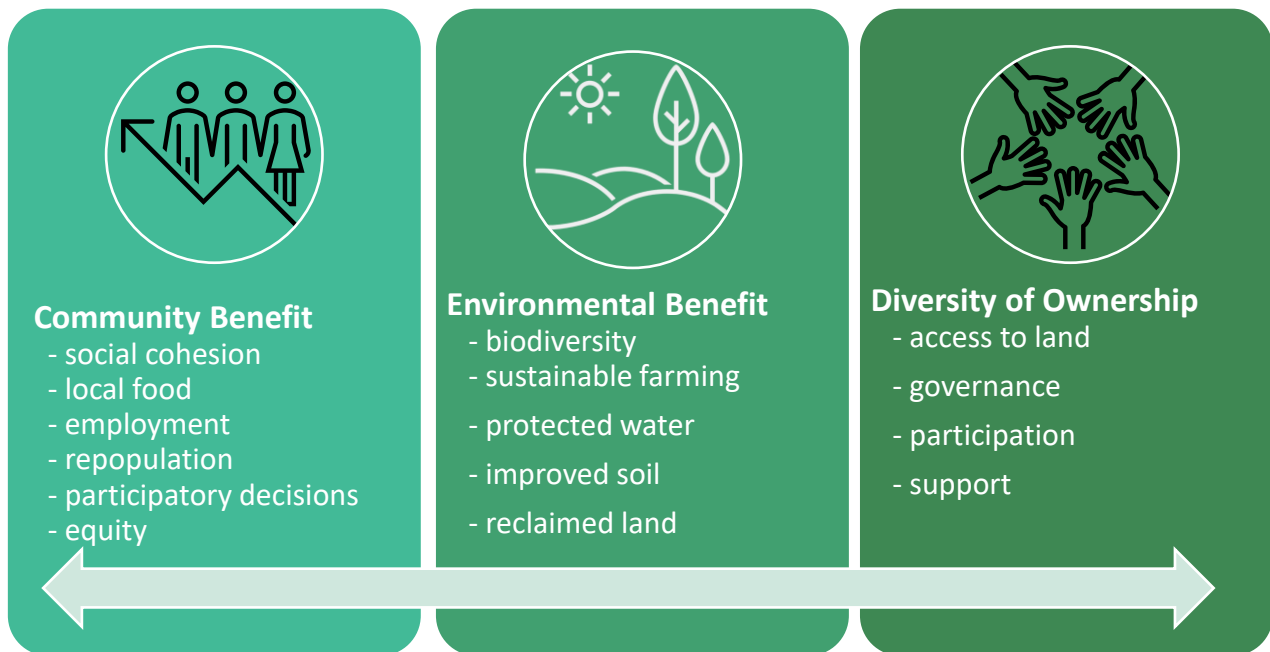 Community Benefit
- social cohesion
- local food
- employment
- repopulation
- participatory decisions
- equity
Environmental Benefit
- biodiversity
- sustainable farming
- protected water
- improved soil
- reclaimed land
Diversity of Ownership
- access to land
- governance
- participation
- support